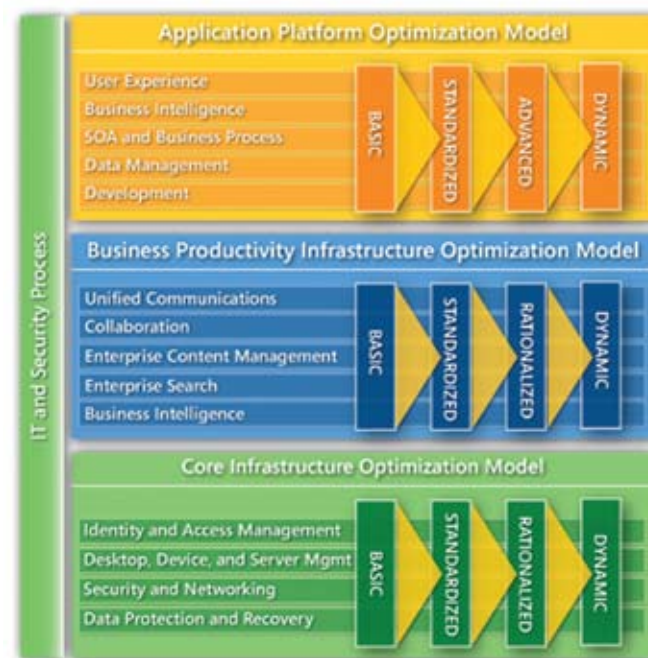 IT and Security Process
Application Platform Optimization Model
User Experience
Business Intelligence
SOA and Business Process
Data Management
Development
BASIC
STANDARDIZED
ADVANCED
DYNAMIC
Business Productivity Infrastructure Optimization Model
Unified Communications
Collaboration
Enterprise Content Management
Enterprise Search
Business Intelligence
BASIC
STANDARDIZED
RATIONALIZED
DYNAMIC
Core Infrastructure Optimization Model
Identity and Access Management
Desktop, Device, and Server Mgmt
Security and Networking
Data Protection and Recovery
BASIC
STANDARDIZED
RATIONALIZED
DYNAMIC